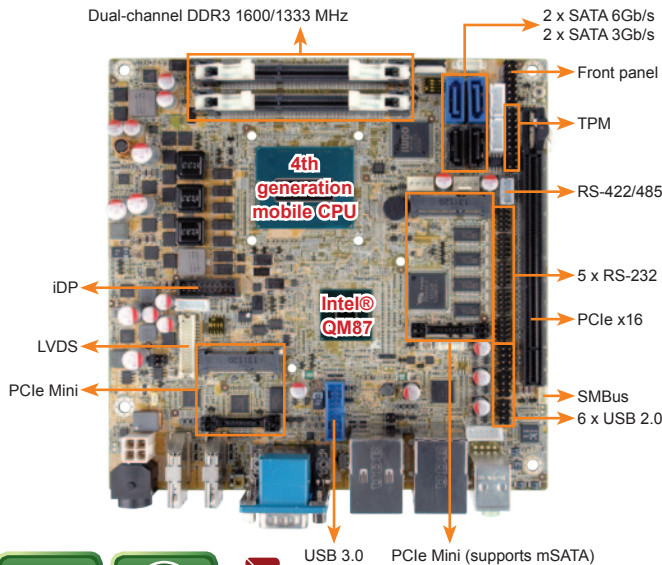 Dual-channel DDR3 1600/1333 MHz
2 x SATA 6Gb/s
2 x SATA 3Gb/s
Front panel
TPM
4th
generation
mobile CPU
RS-422/485
5 x RS-232
iDP
Intel®
QM87
PCIe x16
LVDS
PCIe Mini
SMBus
6 x USB 2.0
USB 3.0
PCIe Mini (supports mSATA)